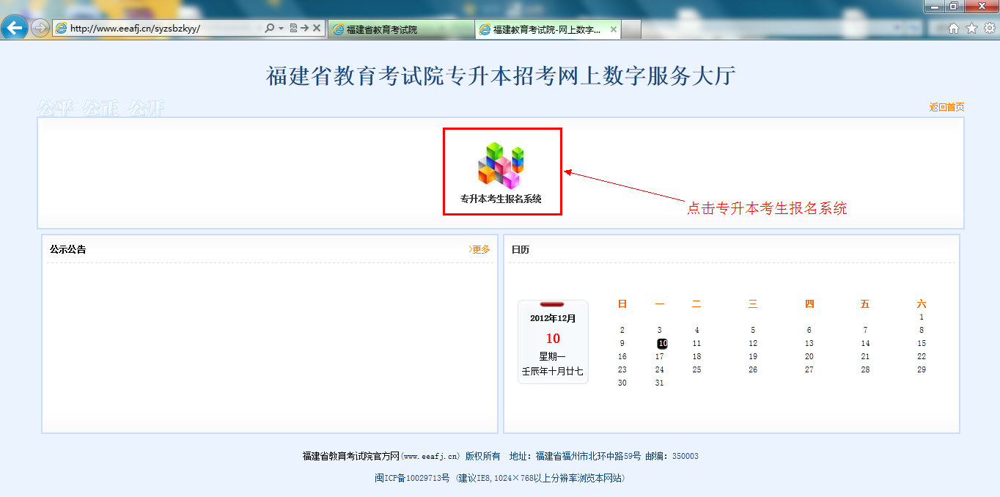 http://www.eeafj.cn/syzsbzkyy/
福建省教育考试院
福建教育考试院-网上数字...
福建省教育考试院专升本招考网上数字服务大厅
公平 公正 公开
返回首页
专升本考生报名系统
点击专升本考生报名系统
公示公告
>更多
日历
2012年12月
10
星期一
壬辰年十月廿七
日 一 二 三 四 五 六
1
2 3 4 5 6 7 8
9 10 11 12 13 14 15
16 17 18 19 20 21 22
23 24 25 26 27 28 29
30 31
福建省教育考试院官方网(www.eeafj.cn) 版权所有 地址：福建省福州市北环中路59号 邮编：350003
闽ICP备10029713号 (建议IE8,1024×768以上分辨率浏览本网站)